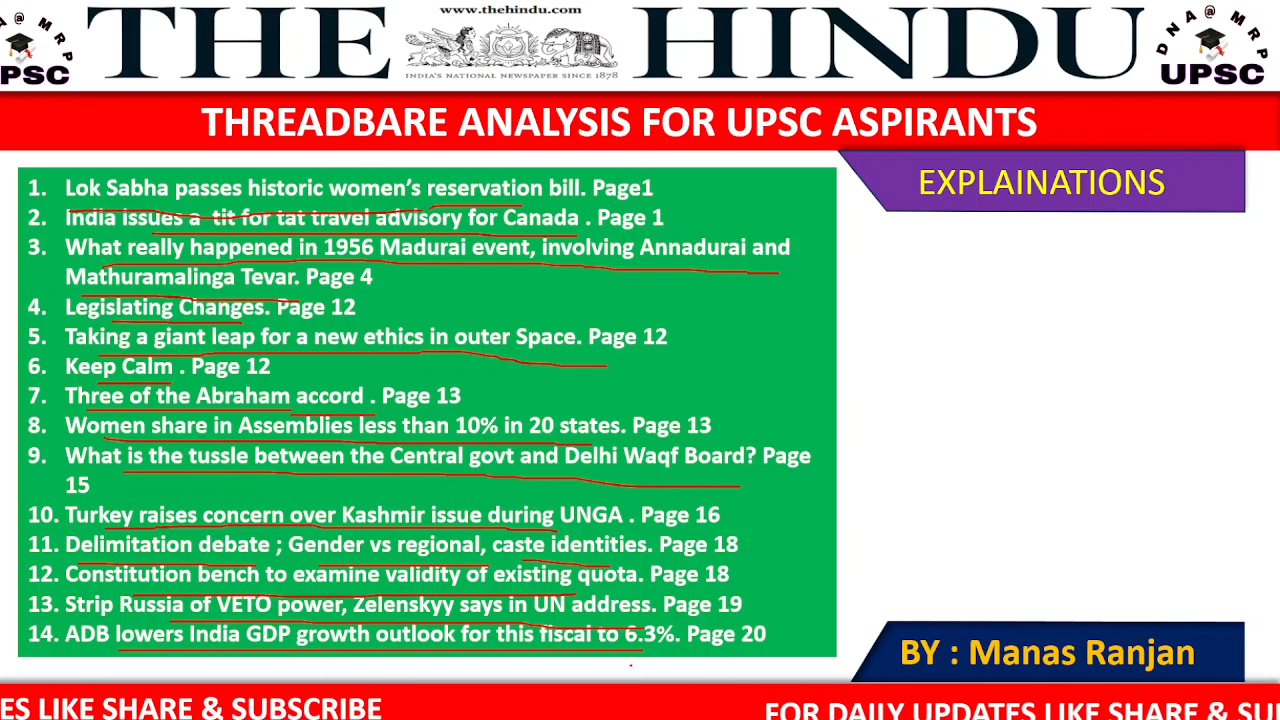 www.thehindu.com
THE HINDU
INDIA'S NATIONAL NEWSPAPER SINCE 1878
@ M R P
PSC
DNA@MRP
UPSC
THREADBARE ANALYSIS FOR UPSC ASPIRANTS
EXPLAINATIONS
1. Lok Sabha passes historic women's reservation bill. Page1
2. India issues a tit for tat travel advisory for Canada . Page 1
3. What really happened in 1956 Madurai event, involving Annadurai and
Mathuramalinga Tevar. Page 4
4. Legislating Changes. Page 12
5. Taking a giant leap for a new ethics in outer Space. Page 12
6. Keep Calm . Page 12
7. Three of the Abraham accord . Page 13
8. Women share in Assemblies less than 10% in 20 states. Page 13
9. What is the tussle between the Central govt and Delhi Waqf Board? Page
15
10. Turkey raises concern over Kashmir issue during UNGA . Page 16
11. Delimitation debate ; Gender vs regional, caste identities. Page 18
12. Constitution bench to examine validity of existing quota. Page 18
13. Strip Russia of VETO power, Zelenskyy says in UN address. Page 19
14. ADB lowers India GDP growth outlook for this fiscal to 6.3%. Page 20
BY : Manas Ranjan
ES LIKE SHARE & SUBSCRIBE
FOR DAILY UPDATES LIKE SHARE & SU